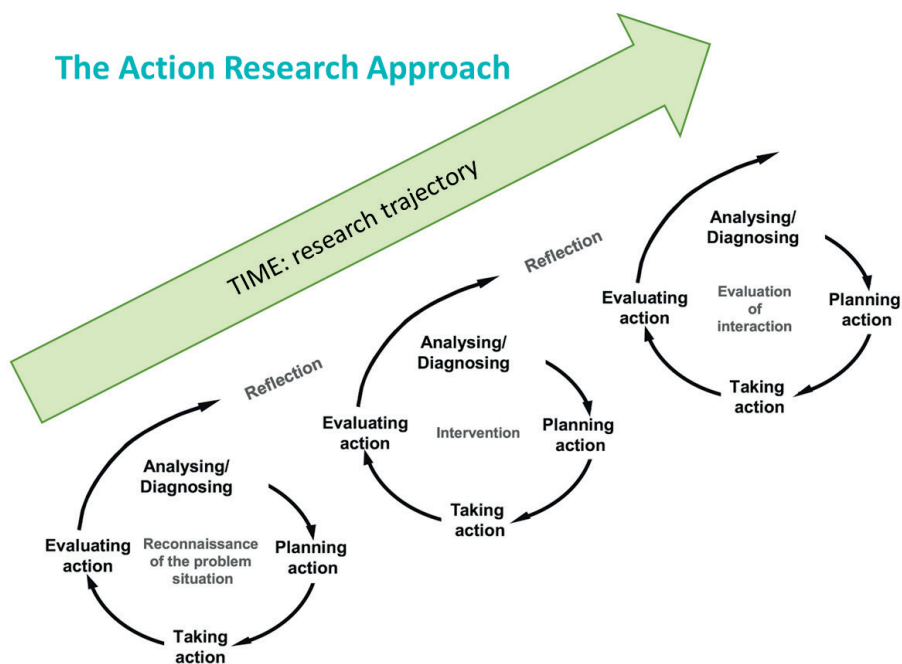 The Action Research Approach
TIME: research trajectory
Reflection
Analysing/
Diagnosing
Evaluating
action
Reconnaissance
of the problem
situation
Planning
action
Taking
action
Reflection
Analysing/
Diagnosing
Evaluating
action
Intervention
Planning
action
Taking
action
Analysing/
Diagnosing
Evaluating
action
Evaluation
of
interaction
Planning
action
Taking
action